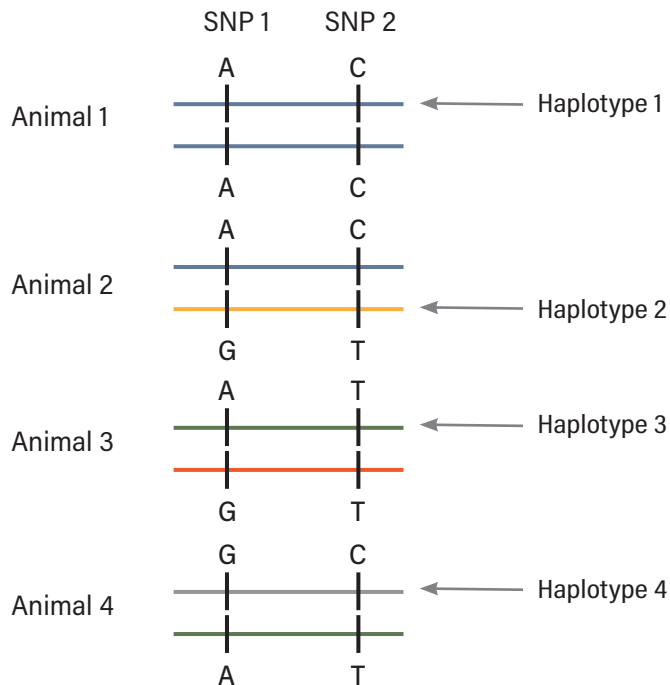 SNP 1 SNP 2
A C
Animal 1 Haplotype 1
A C
A C
Animal 2 Haplotype 2
G T
A T
Animal 3 Haplotype 3
G T
G C
Animal 4 Haplotype 4
A T